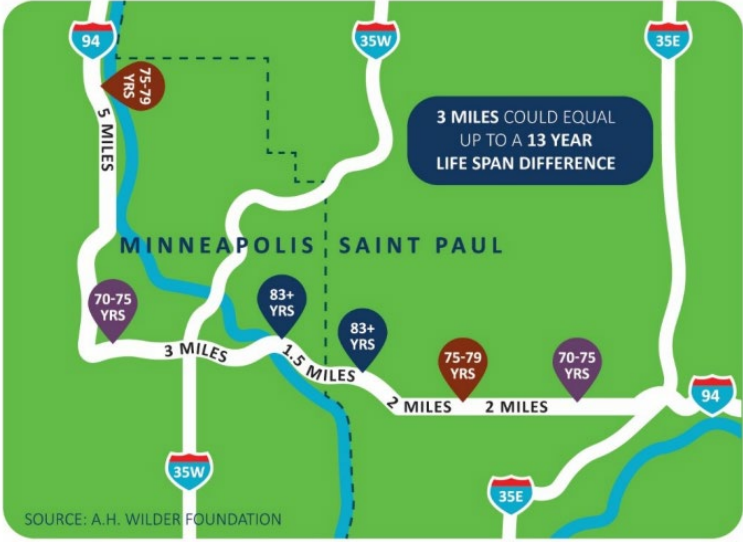 94
35W
35E
75-79
YRS
5 MILES
3 MILES COULD EQUAL
UP TO A 13 YEAR
LIFE SPAN DIFFERENCE
MINNEAPOLIS
SAINT PAUL
70-75
YRS
83+
YRS
83+
YRS
75-79
YRS
70-75
YRS
3 MILES
1.5 MILES
2 MILES
2 MILES
94
35W
35E
SOURCE: A.H. WILDER FOUNDATION